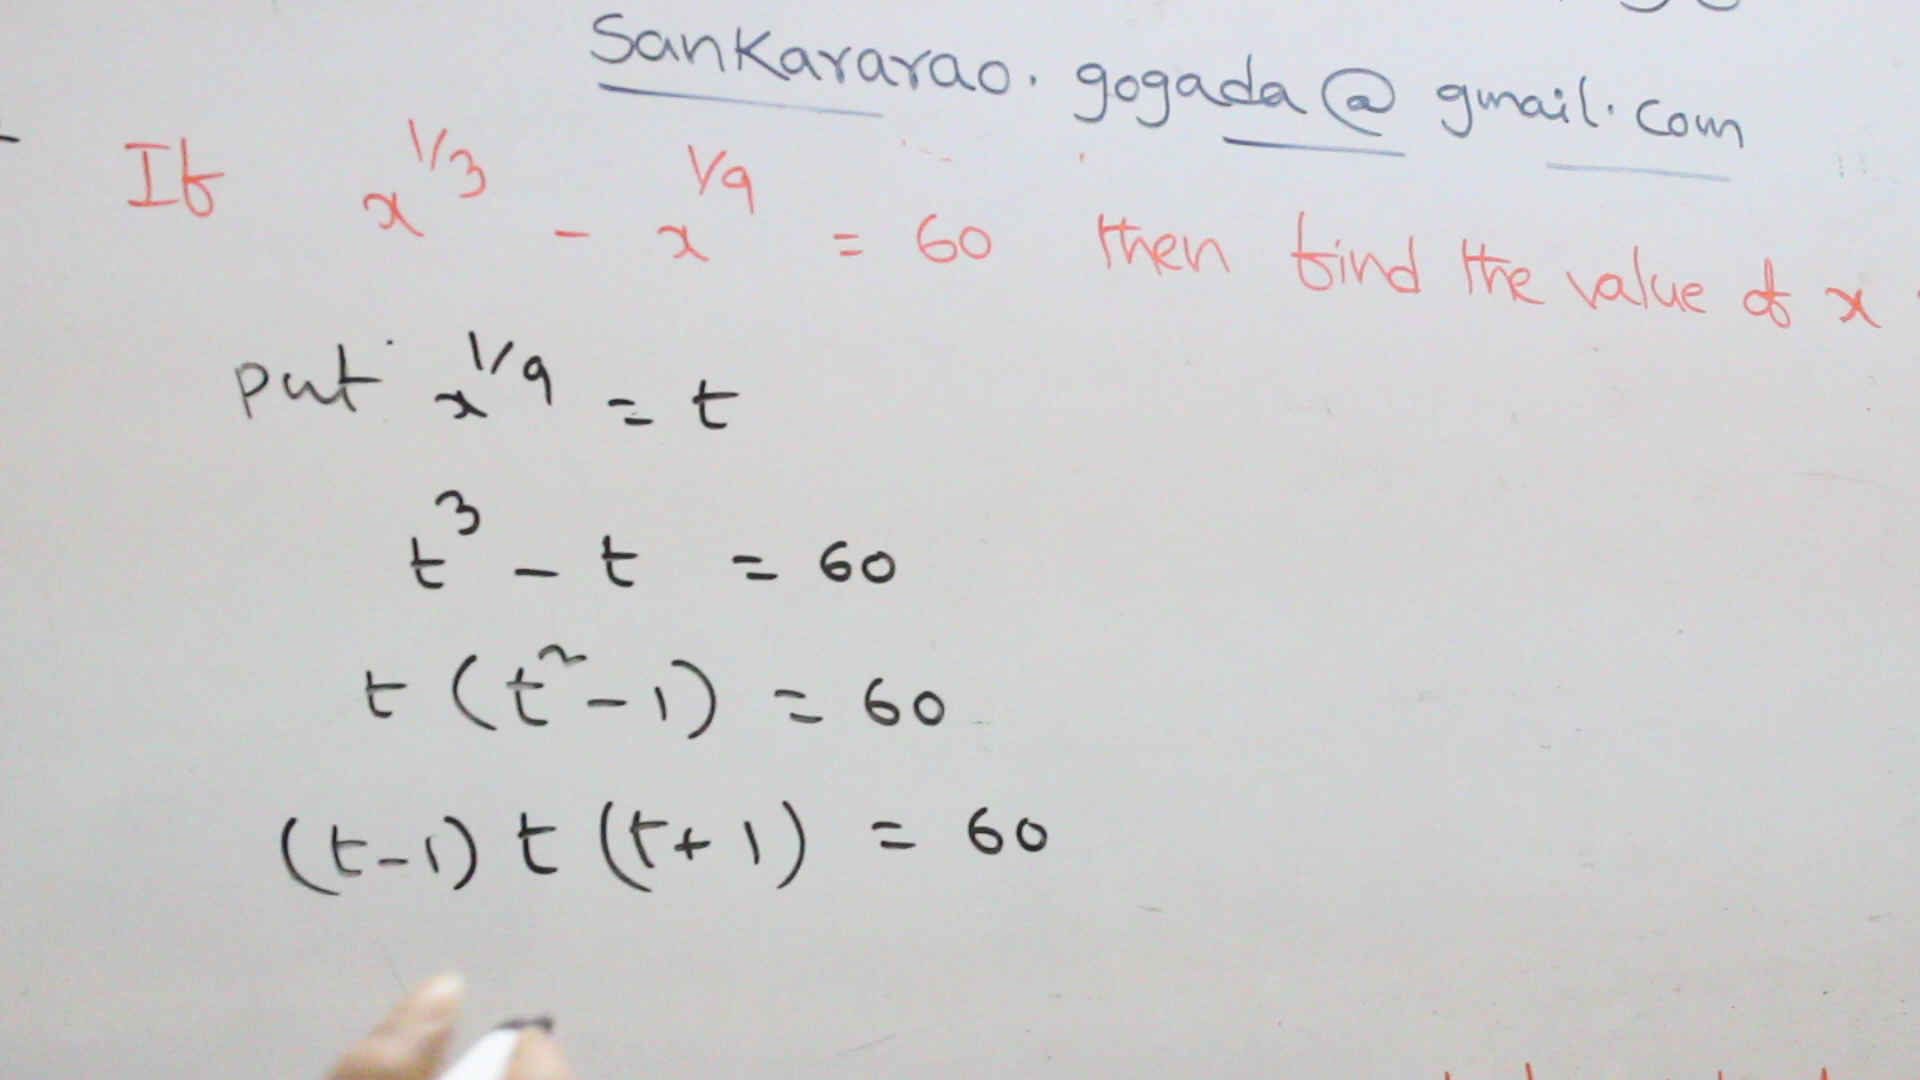 Sankararao.gogada@gmail.com
If x^1/3 - x^1/9 = 60 then find the value of x
put x^1/9 = t
t^3 - t = 60
t (t^2 - 1) = 60
(t-1) t (t+1) = 60